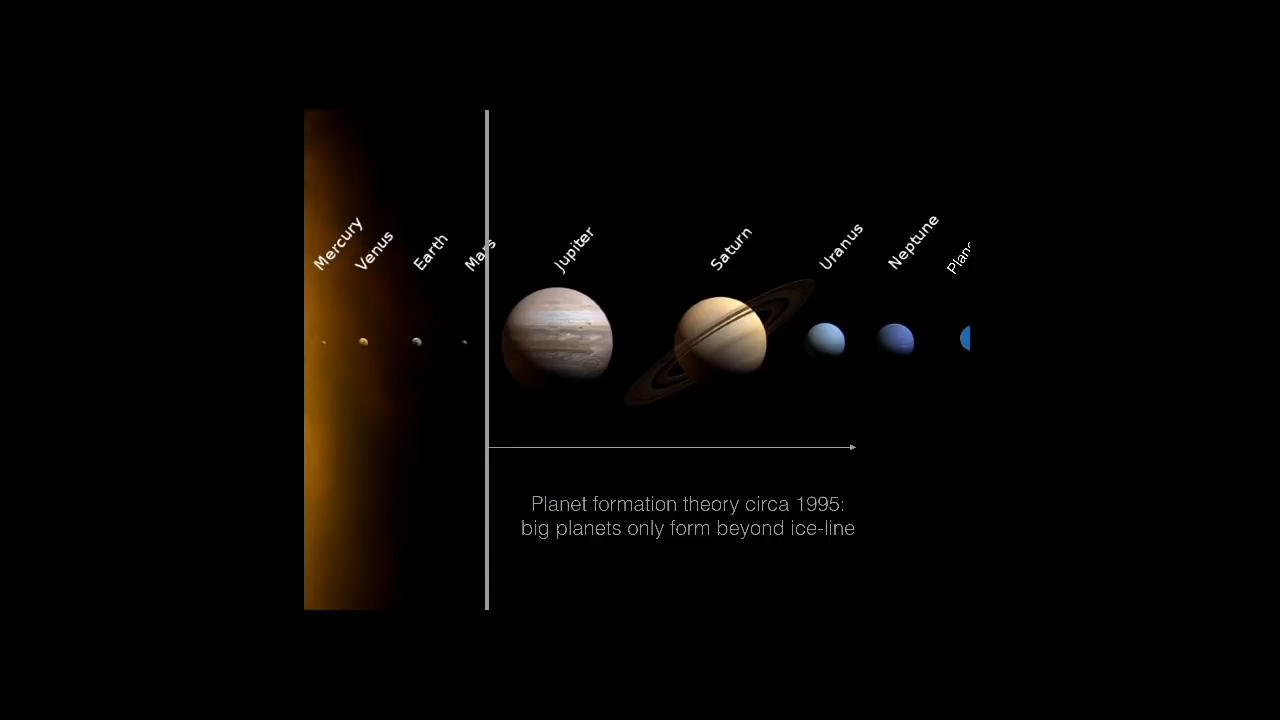 Mercury
Venus
Earth
Mars
Jupiter
Saturn
Uranus
Neptune
Planet formation theory circa 1995:
big planets only form beyond ice-line